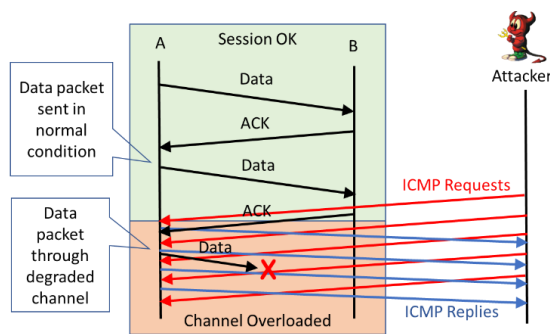 A
Session OK
B
Attacker
Data packet
sent in
normal
condition
Data
ACK
Data
ICMP Requests
ACK
Data
packet
through
degraded
channel
Data
X
ICMP Replies
Channel Overloaded